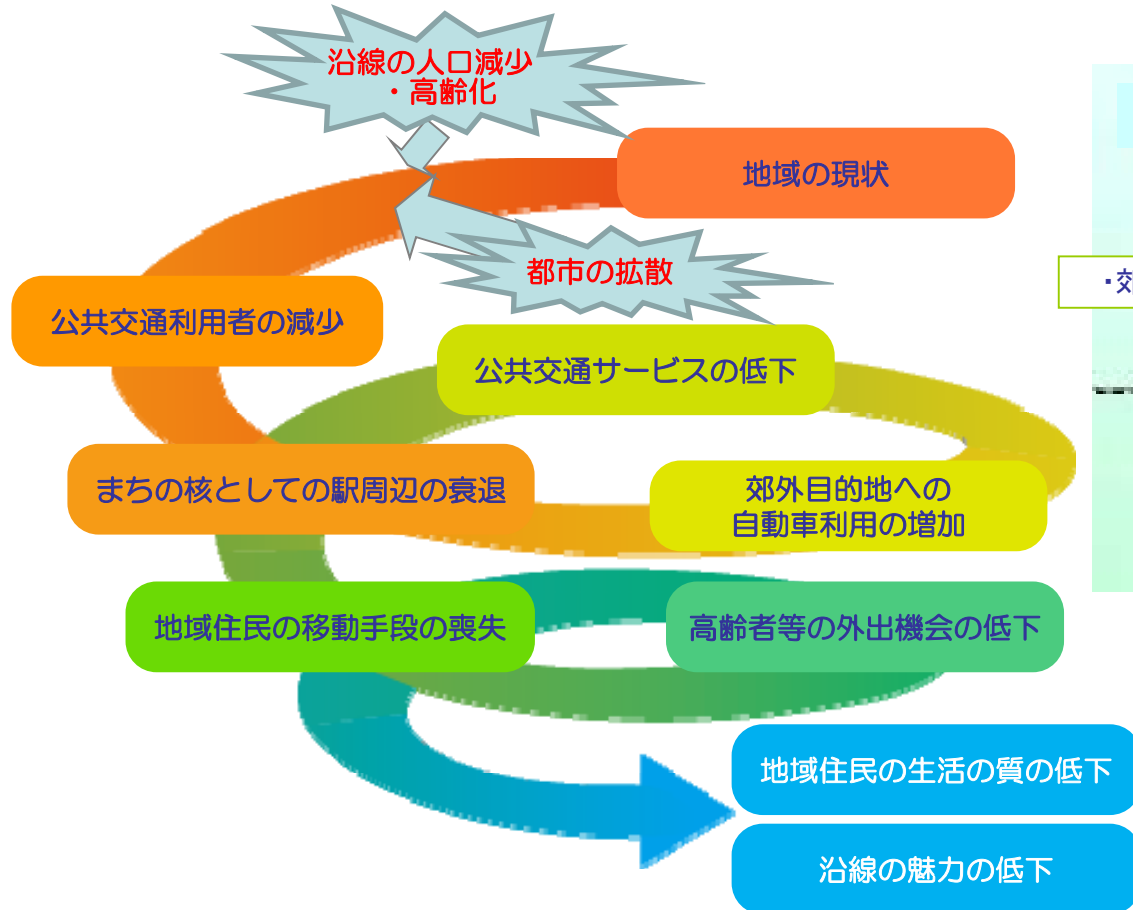 沿線の人口減少
・高齢化
地域の現状
都市の拡散
・郊
公共交通利用者の減少
公共交通サービスの低下
まちの核としての駅周辺の衰退
郊外目的地への
自動車利用の増加
地域住民の移動手段の喪失
高齢者等の外出機会の低下
地域住民の生活の質の低下
沿線の魅力の低下